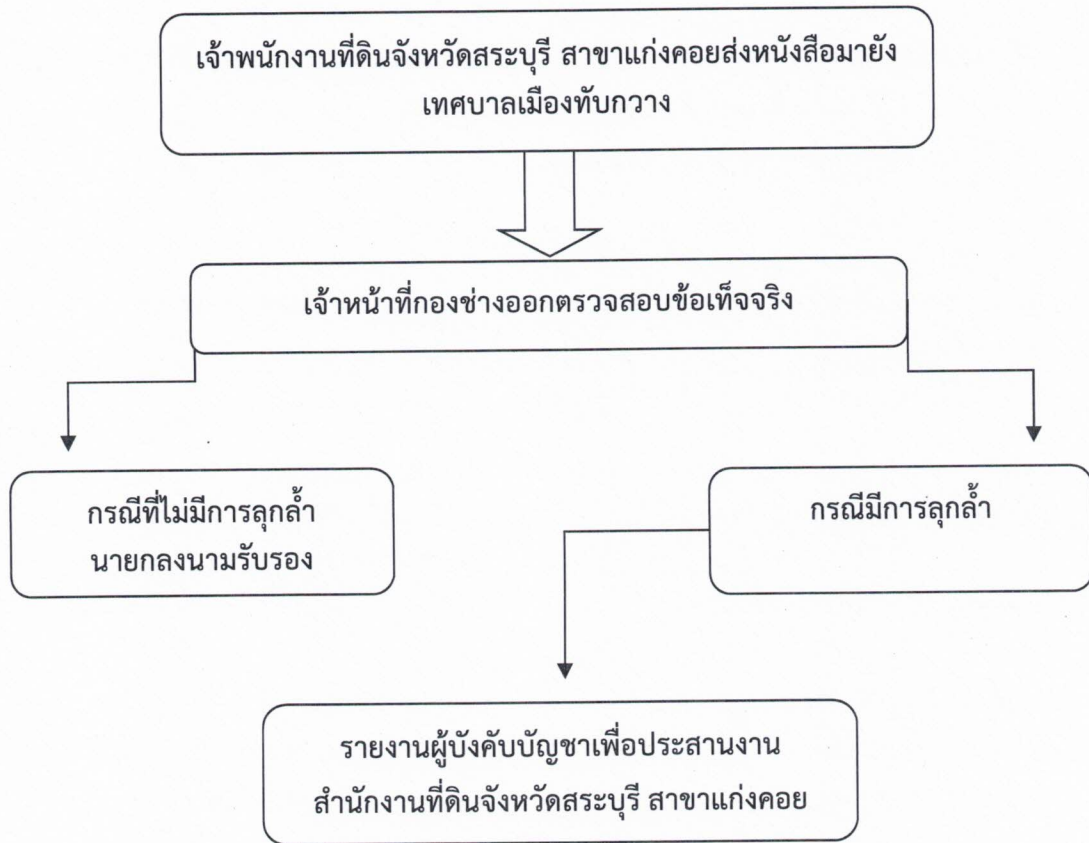 เจ้าพนักงานที่ดินจังหวัดสระบุรี สาขาแก่งคอยส่งหนังสือมายัง
เทศบาลเมืองทับกวาง
เจ้าหน้าที่กองช่างออกตรวจสอบข้อเท็จจริง
กรณีที่ไม่มีการลุกล้ำ
นายกลงนามรับรอง
กรณีมีการลุกล้ำ
รายงานผู้บังคับบัญชาเพื่อประสานงาน
สำนักงานที่ดินจังหวัดสระบุรี สาขาแก่งคอย